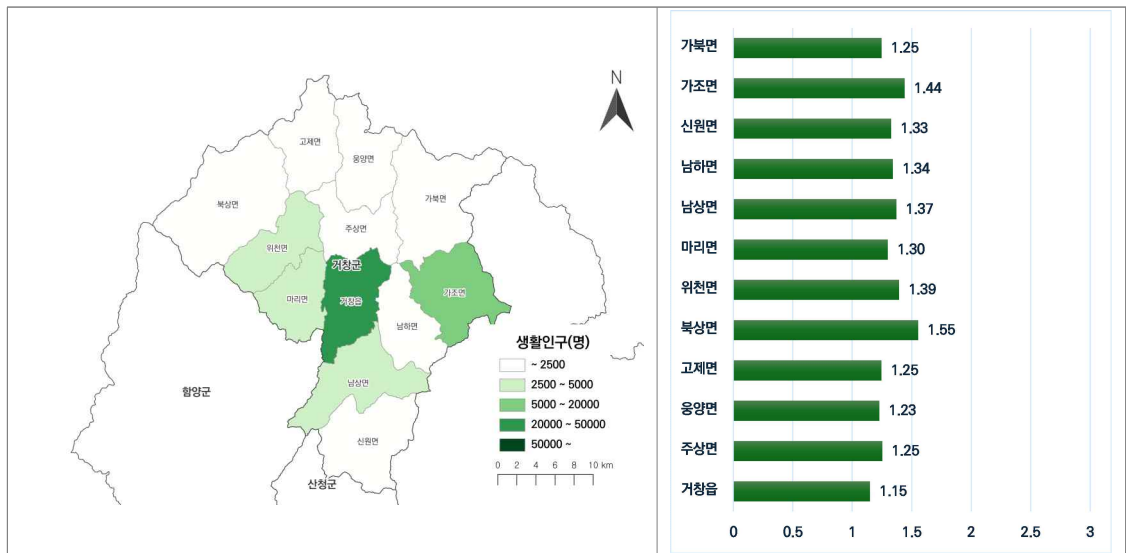 N
고제면
웅양면
가북면
북상면
주상면
위천면
거창군
마리면
거창읍
가조면
남하면
생활인구(명)
~ 2500
2500 ~ 5000
5000 ~ 20000
20000 ~ 50000
50000 ~
함양군
남상면
신원면
산청군
0 2 4 6 8 10 km
가북면 1.25
가조면 1.44
신원면 1.33
남하면 1.34
남상면 1.37
마리면 1.30
위천면 1.39
북상면 1.55
고제면 1.25
웅양면 1.23
주상면 1.25
거창읍 1.15
0 0.5 1 1.5 2 2.5 3